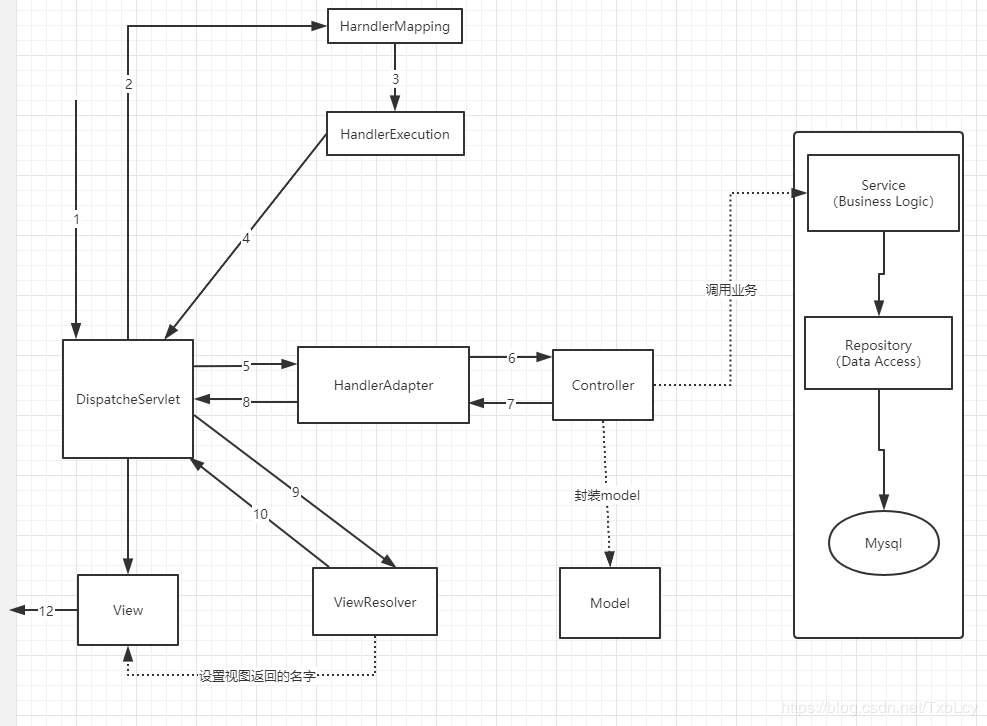 HarndlerMapping
2
3
HandlerExecution
1
4
Service
（Business Logic）
调用业务
Repository
（Data Access）
DispatcheServlet
5
8
HandlerAdapter
6
7
Controller
9
10
封装model
Mysql
View
12
ViewResolver
Model
设置视图返回的名字
https://blog.csdn.net/TxbLcy